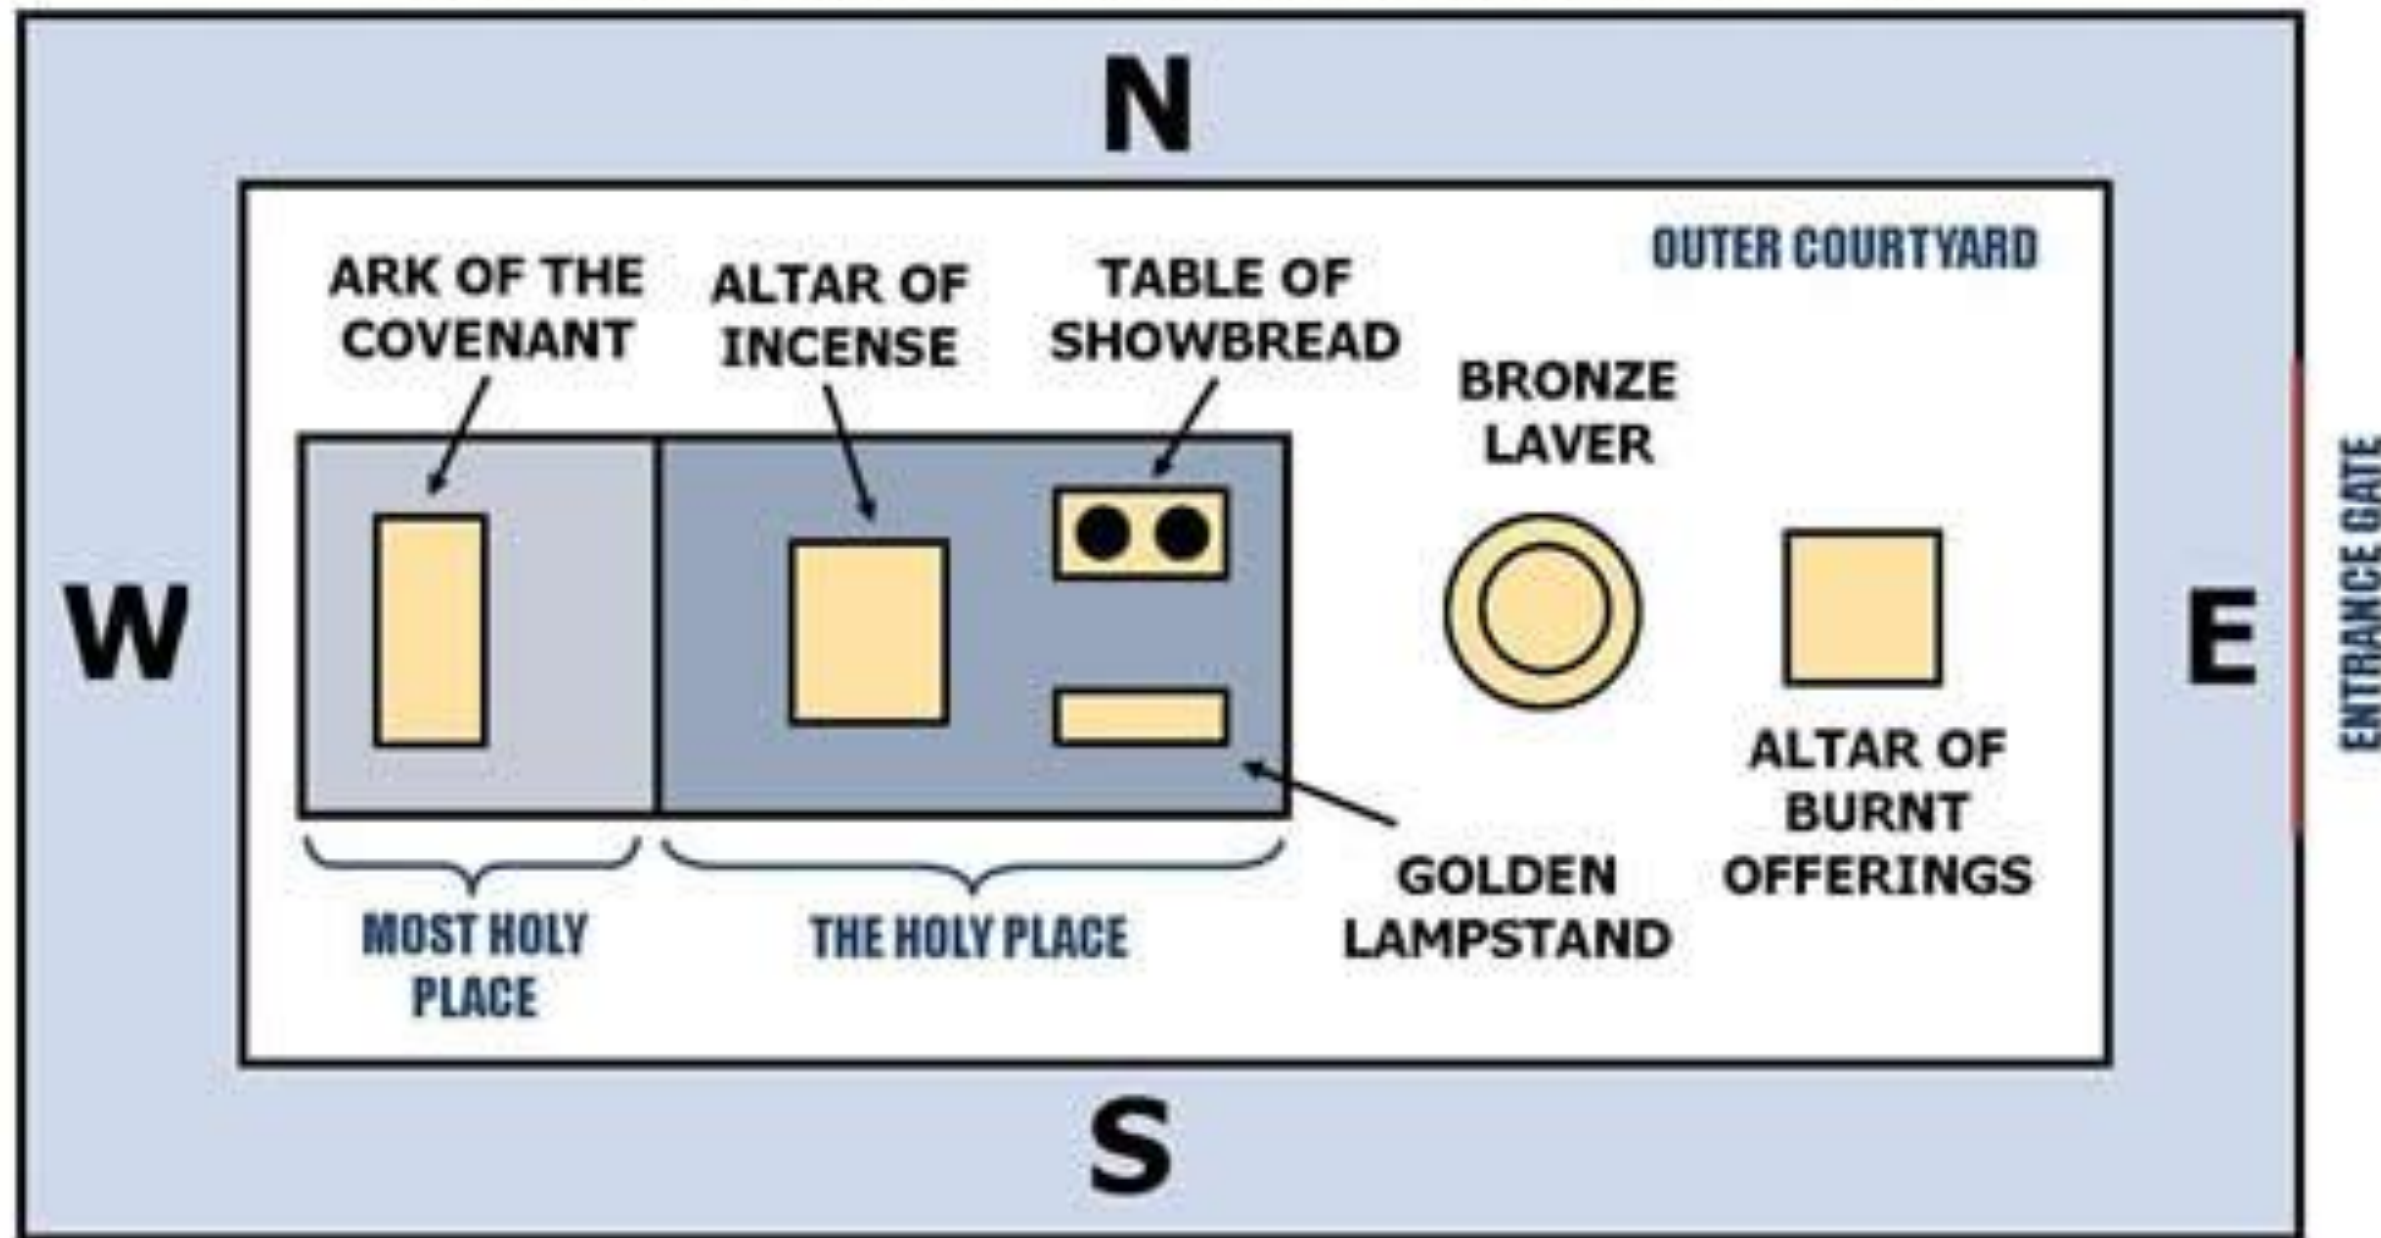 N
OUTER COURTYARD
ARK OF THE
COVENANT
ALTAR OF
INCENSE
TABLE OF
SHOWBREAD
BRONZE
LAVER
W
E
ENTRANCE GATE
ALTAR OF
BURNT
OFFERINGS
GOLDEN
LAMPSTAND
MOST HOLY
PLACE
THE HOLY PLACE
S